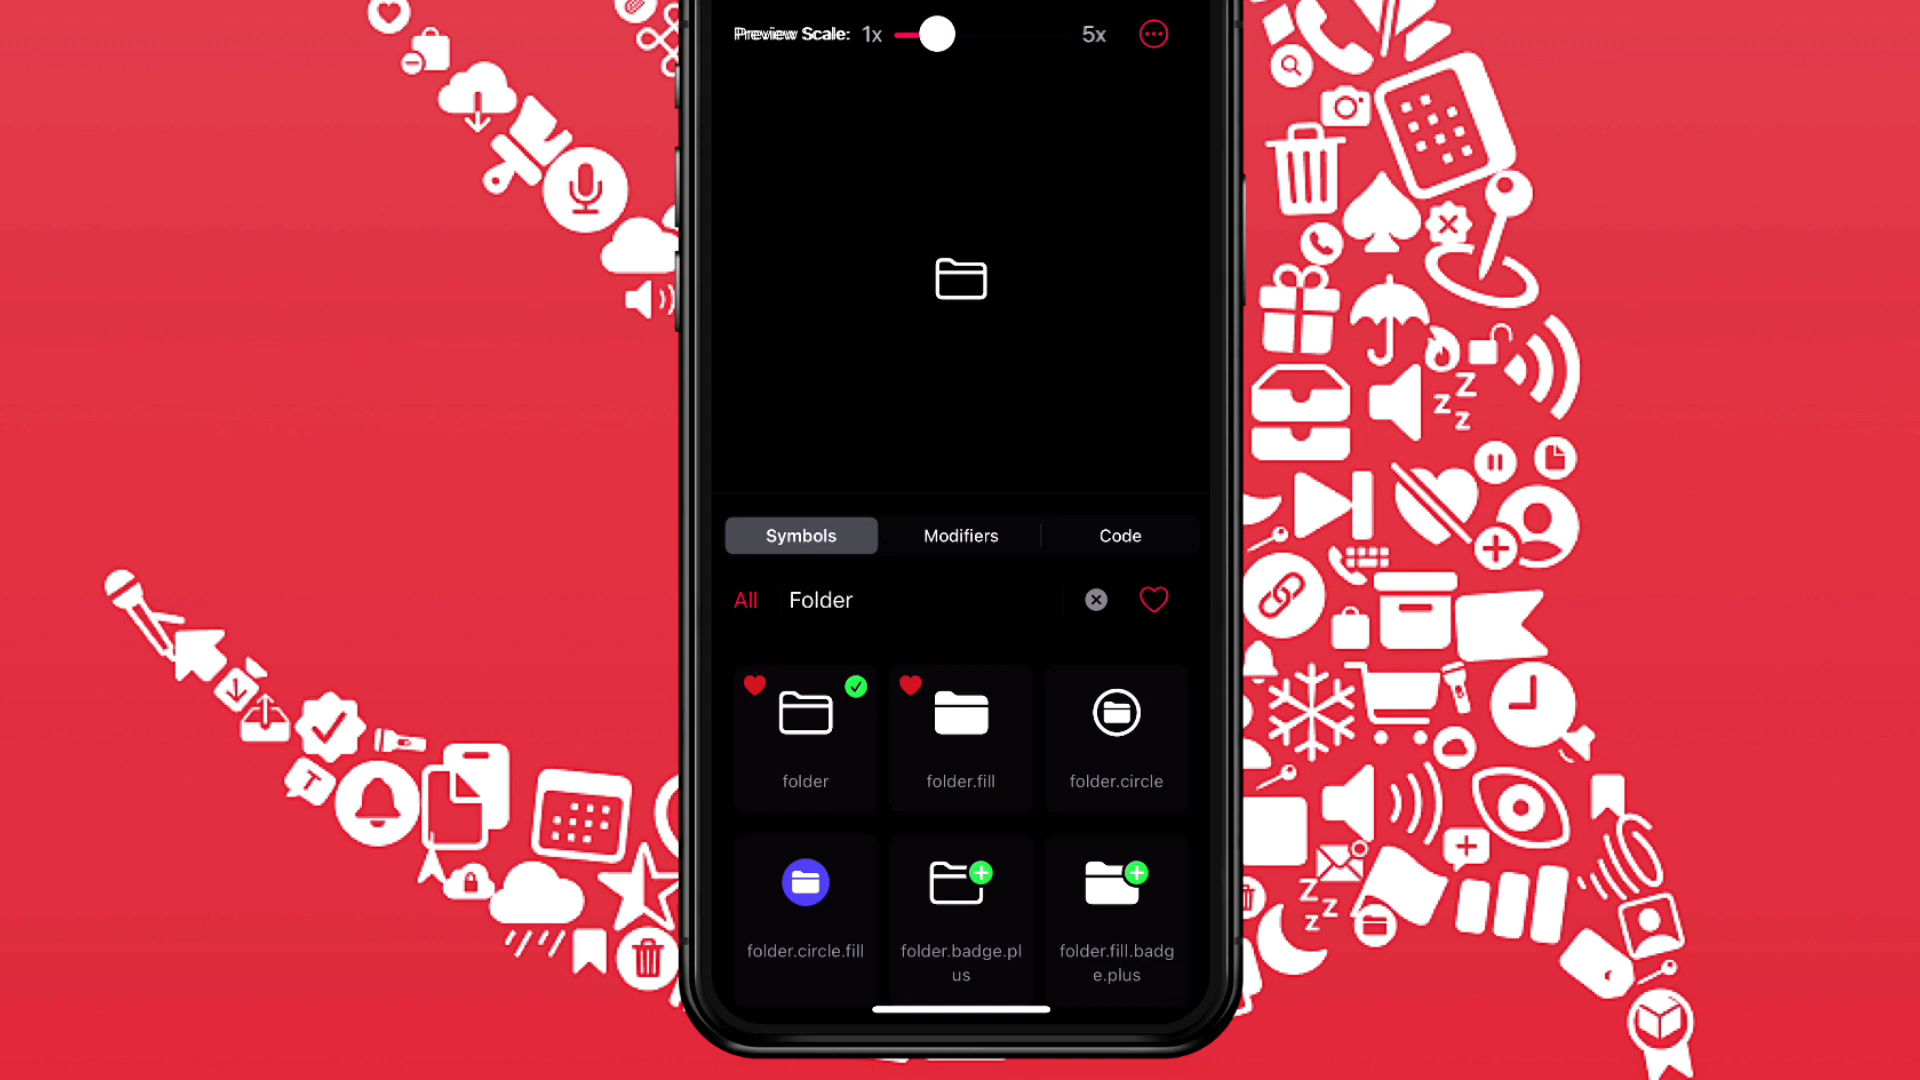 Preview Scale: 1x 5x
Symbols Modifiers Code
All Folder
folder folder.fill folder.circle
folder.circle.fill folder.badge.pl folder.fill.badg
us e.plus
z
z
z
T
z
z
z